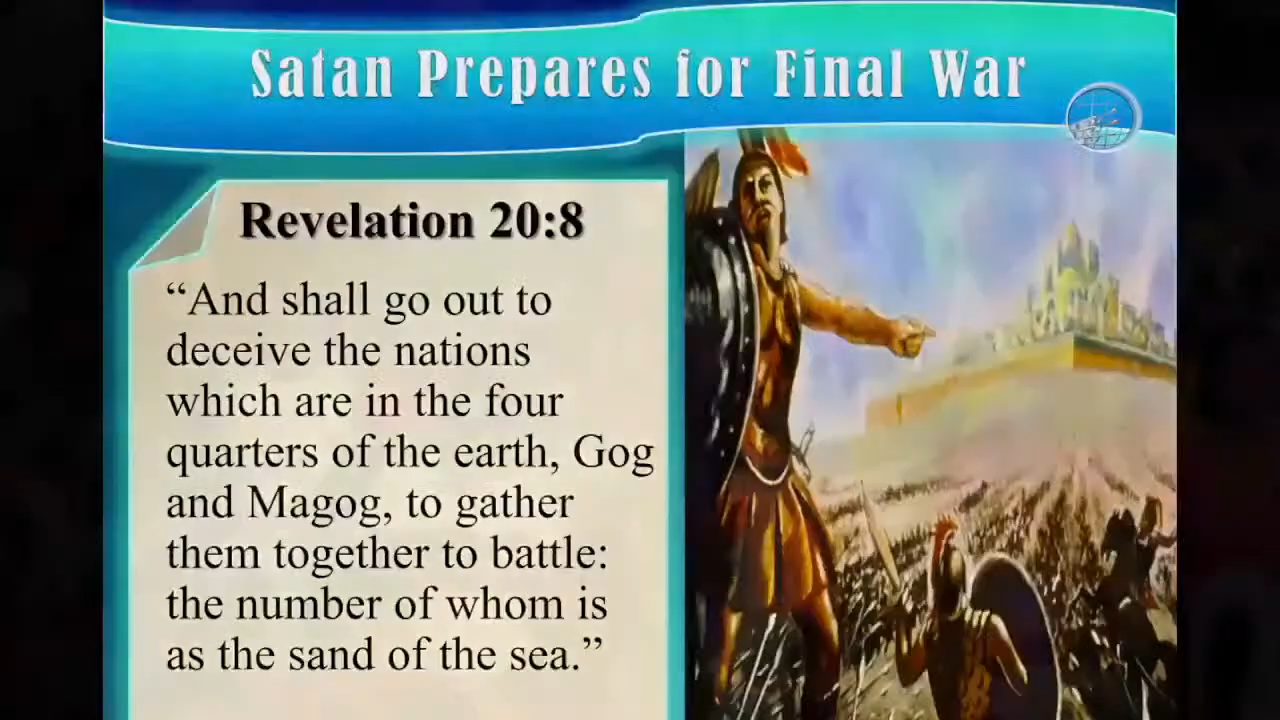 Satan Prepares for Final War
Revelation 20:8
“And shall go out to
deceive the nations
which are in the four
quarters of the earth, Gog
and Magog, to gather
them together to battle:
the number of whom is
as the sand of the sea.”